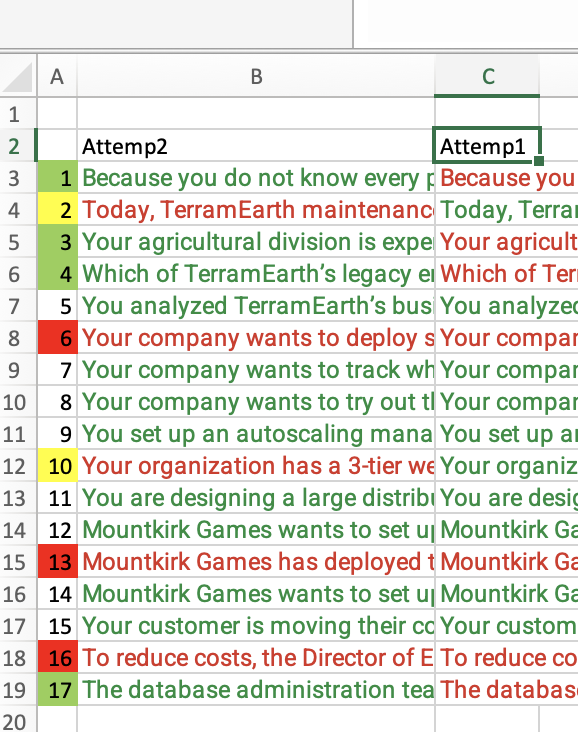 A B C
1
2 Attemp2 Attemp1
3 1 Because you do not know every p Because you
4 2 Today, TerramEarth maintenanc Today, Terra
5 3 Your agricultural division is expe Your agricult
6 4 Which of TerramEarth’s legacy e Which of Ter
7 5 You analyzed TerramEarth’s bus You analyzed
8 6 Your company wants to deploy s Your compar
9 7 Your company wants to track wh Your compar
10 8 Your company wants to try out t Your compar
11 9 You set up an autoscaling mana You set up a
12 10 Your organization has a 3-tier we Your organiz
13 11 You are designing a large distribu You are desig
14 12 Mountkirk Games wants to set up Mountkirk Ga
15 13 Mountkirk Games has deployed t Mountkirk Ga
16 14 Mountkirk Games wants to set up Mountkirk Ga
17 15 Your customer is moving their co Your custom
18 16 To reduce costs, the Director of E To reduce co
19 17 The database administration tea The databas
20